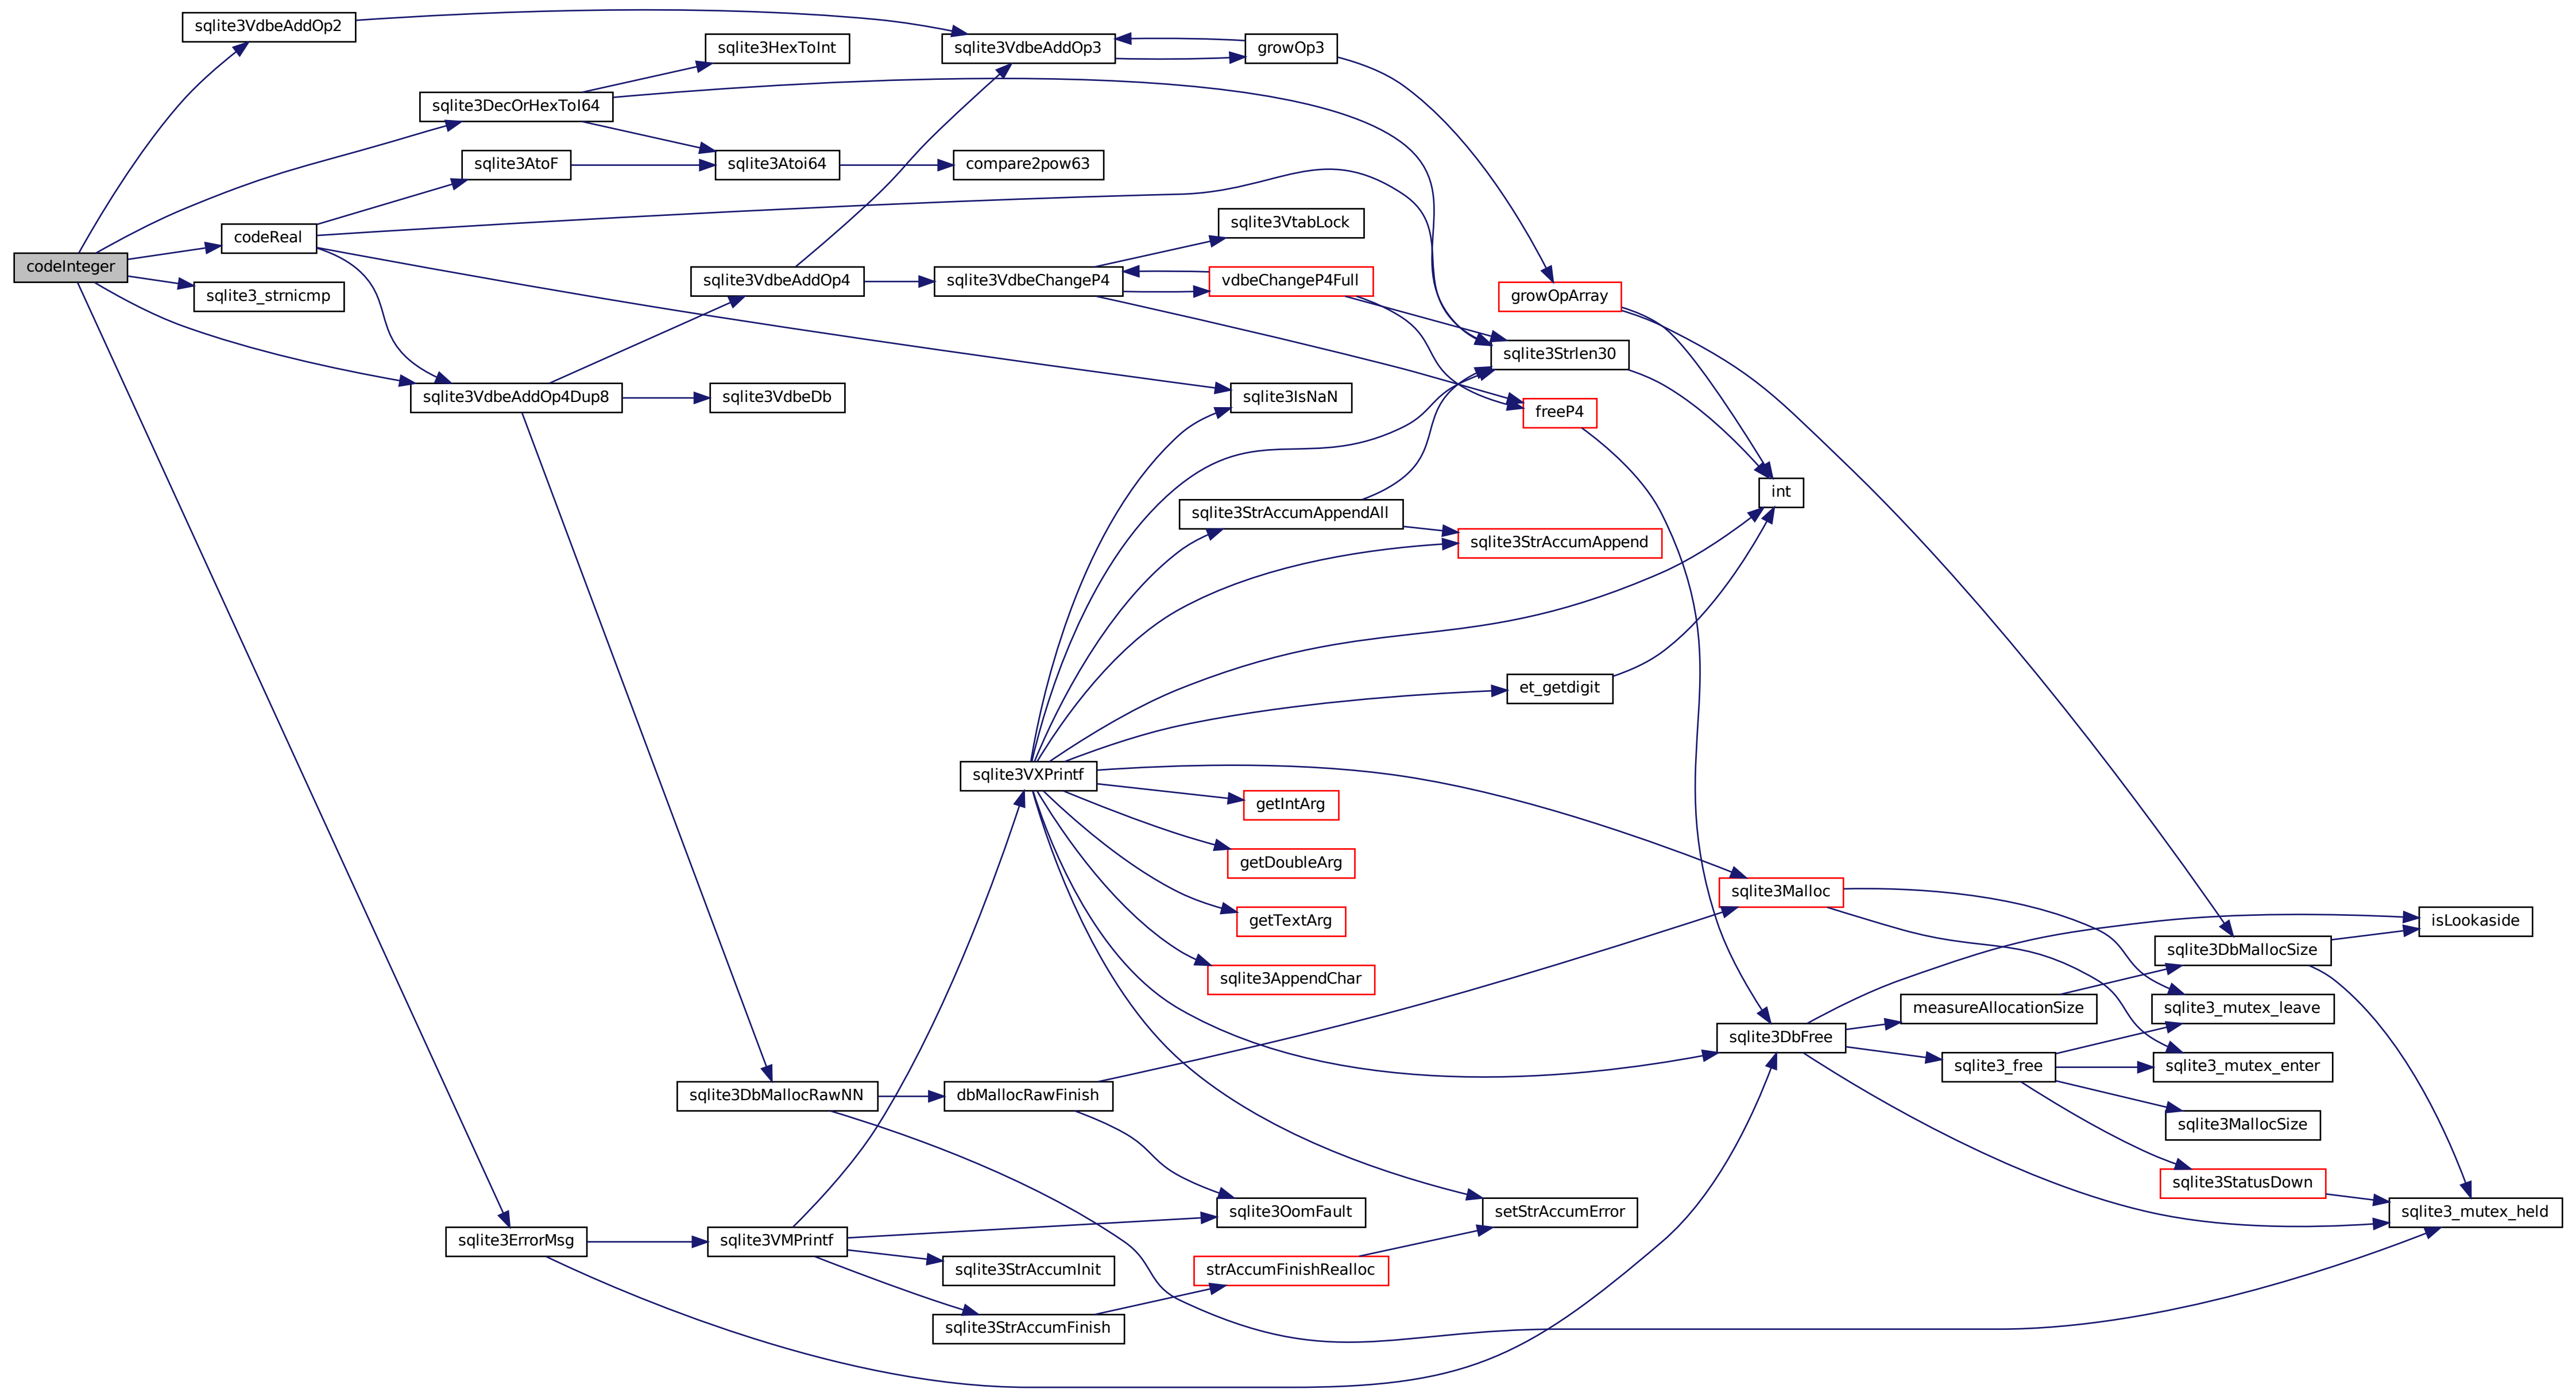 codeInteger
sqlite3VdbeAddOp2
sqlite3DecOrHexToI64
codeReal
sqlite3_strnicmp
sqlite3VdbeAddOp4Dup8
sqlite3ErrorMsg
sqlite3AtoF
sqlite3HexToInt
sqlite3Atoi64
sqlite3VdbeAddOp4
sqlite3VdbeDb
sqlite3DbMallocRawNN
sqlite3VMPrintf
sqlite3VdbeAddOp3
compare2pow63
sqlite3VdbeChangeP4
sqlite3VXPrintf
dbMallocRawFinish
sqlite3StrAccumInit
sqlite3StrAccumFinish
growOp3
sqlite3VtabLock
vdbeChangeP4Full
sqlite3IsNaN
sqlite3StrAccumAppendAll
getIntArg
getDoubleArg
getTextArg
sqlite3AppendChar
sqlite3OomFault
strAccumFinishRealloc
growOpArray
sqlite3Strlen30
freeP4
sqlite3StrAccumAppend
et_getdigit
setStrAccumError
int
sqlite3Malloc
sqlite3DbFree
measureAllocationSize
sqlite3_free
sqlite3DbMallocSize
sqlite3_mutex_leave
sqlite3_mutex_enter
sqlite3MallocSize
sqlite3StatusDown
isLookaside
sqlite3_mutex_held